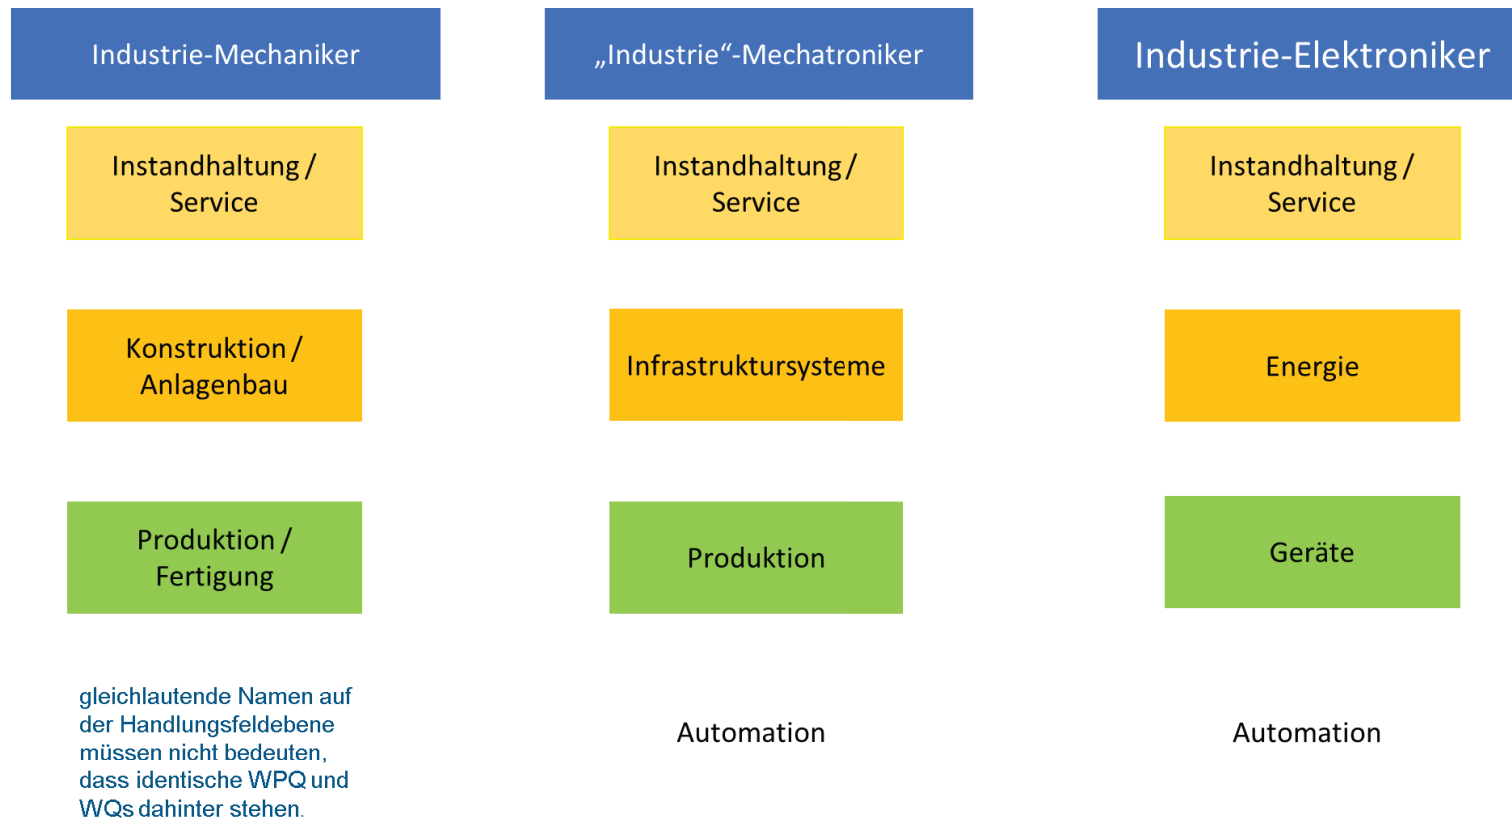 Industrie-Mechaniker
„Industrie“-Mechatroniker
Industrie-Elektroniker
Instandhaltung /
Service
Instandhaltung /
Service
Instandhaltung /
Service
Konstruktion /
Anlagenbau
Infrastruktursysteme
Energie
Produktion /
Fertigung
Produktion
Geräte
gleichlautende Namen auf
der Handlungsfeldebene
müssen nicht bedeuten,
dass identische WPQ und
WQs dahinter stehen.
Automation
Automation